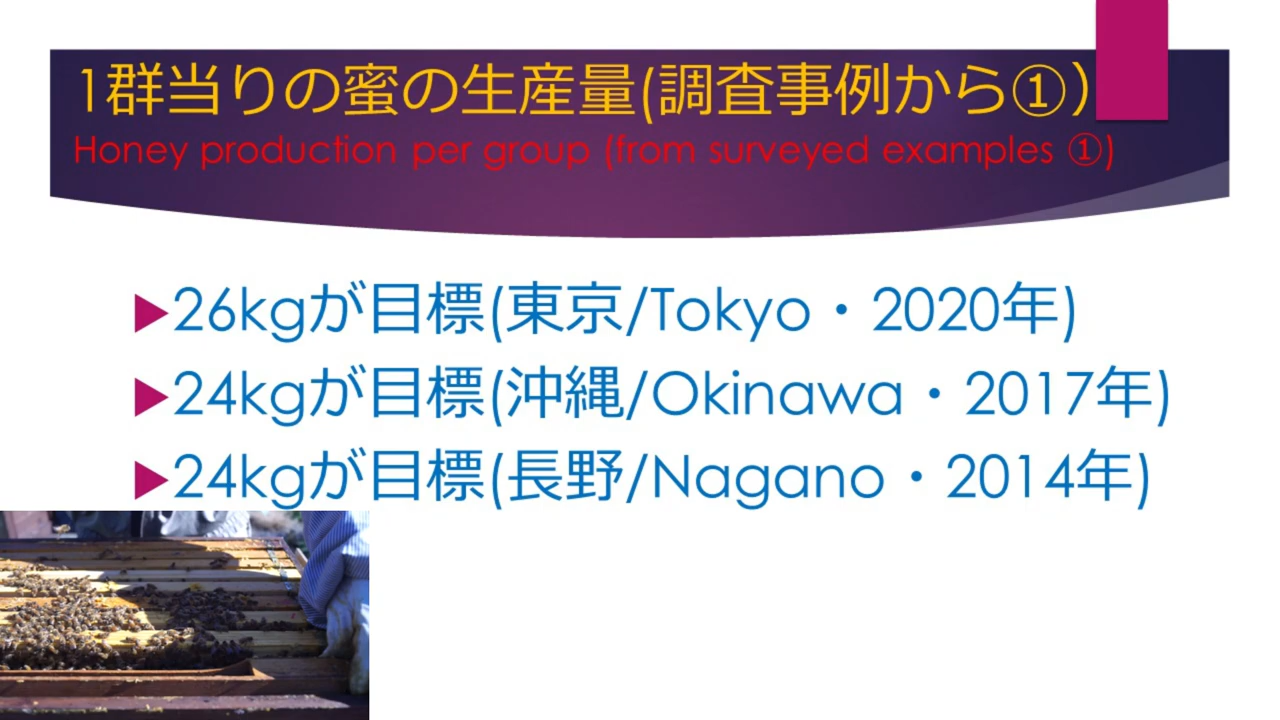 1群当りの蜜の生産量(調査事例から①)
Honey production per group (from surveyed examples ①)
26kgが目標(東京/Tokyo・2020年)
24kgが目標(沖縄/Okinawa・2017年)
24kgが目標(長野/Nagano・2014年)